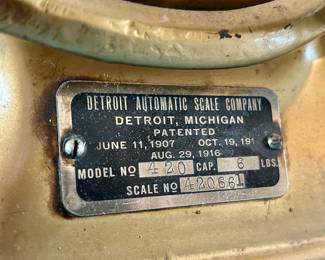 DETROIT AUTOMATIC SCALE COMPANY
DETROIT, MICHIGAN
PATENTED
JUNE 11, 1907 OCT. 19, 191
AUG. 29, 1916
MODEL NO 420 CAP. 6 LBS.
SCALE NO 42066L